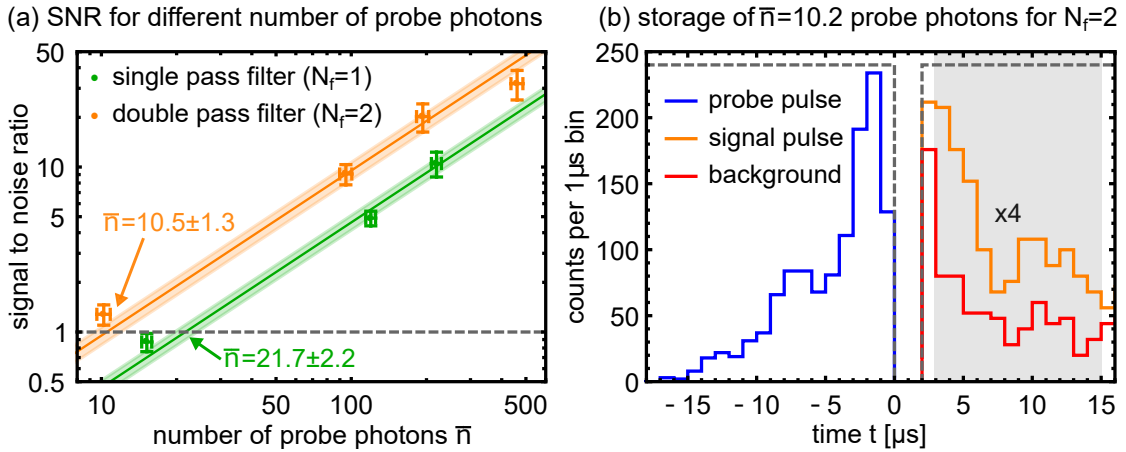 (a) SNR for different number of probe photons
50
10
5
1
0.5
signal to noise ratio
single pass filter (N_f=1)
double pass filter (N_f=2)
n̅=10.5±1.3
n̅=21.7±2.2
10
50
100
500
number of probe photons n̅
(b) storage of n̅=10.2 probe photons for N_f=2
250
200
150
100
50
0
counts per 1µs bin
probe pulse
signal pulse
background
x4
- 15
- 10
- 5
0
5
10
15
time t [µs]